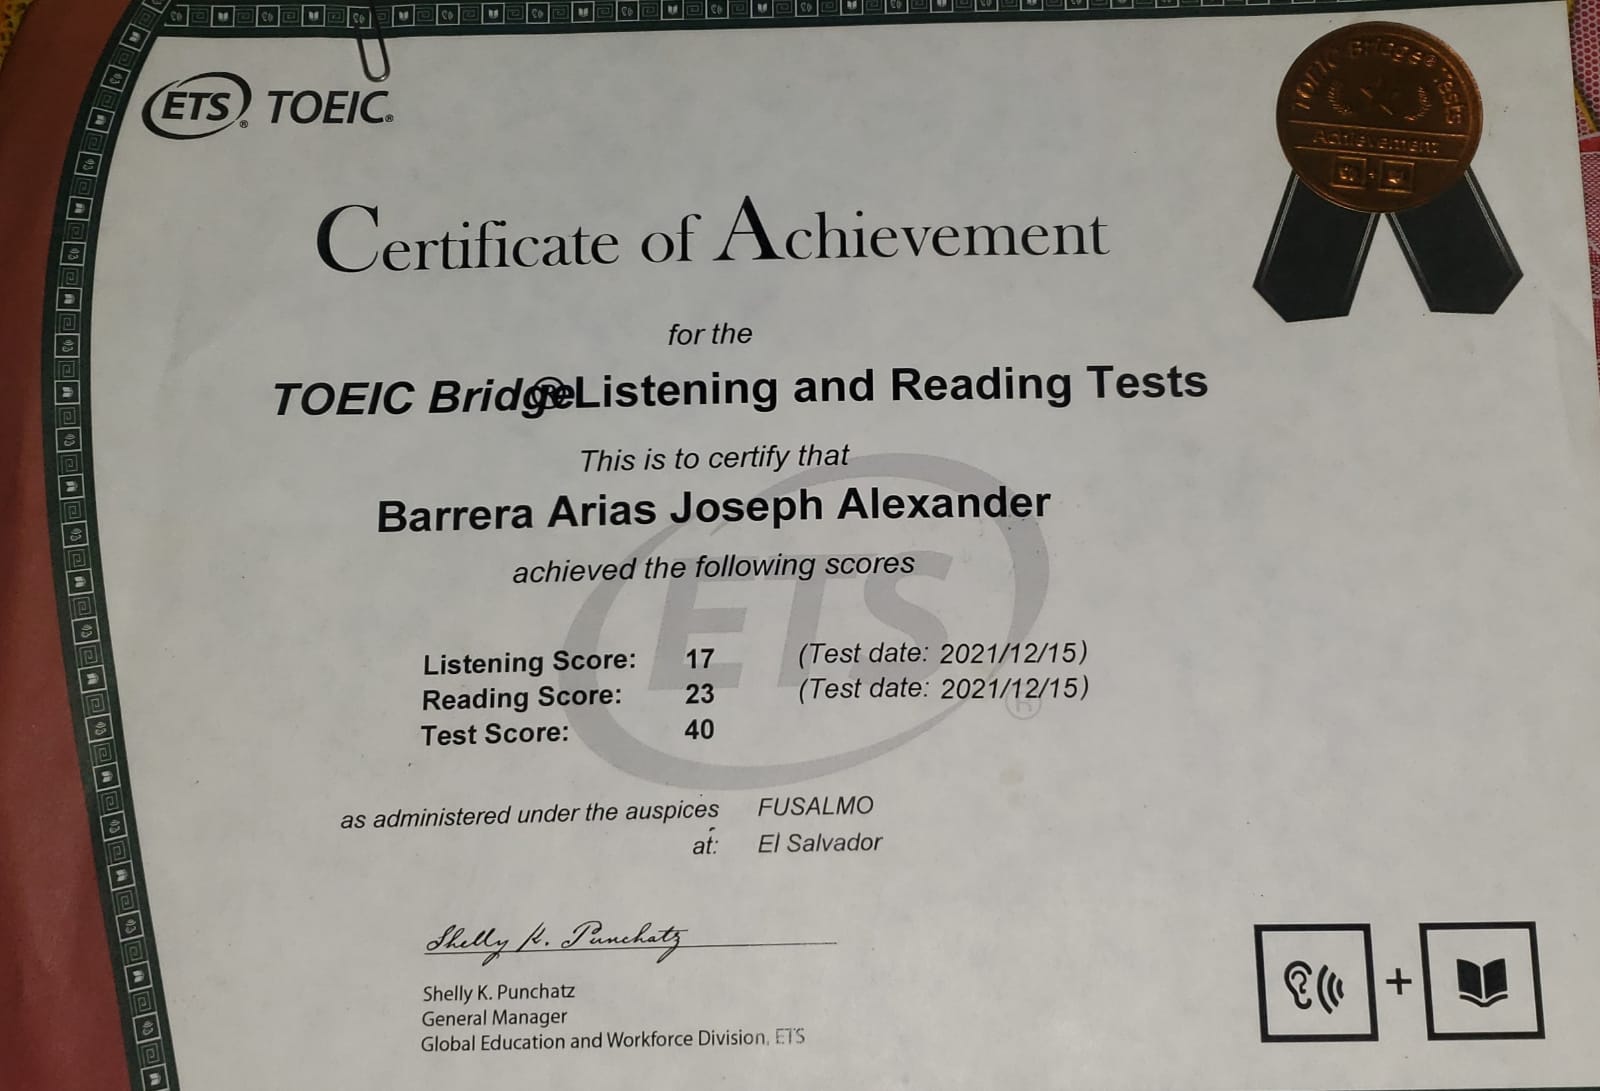 ETS® TOEIC®
TOEIC Bridge Tests
Achievement
Certificate of Achievement
for the
TOEIC Bridge® Listening and Reading Tests
This is to certify that
Barrera Arias Joseph Alexander
achieved the following scores
ETS®
Listening Score: 17 (Test date: 2021/12/15)
Reading Score: 23 (Test date: 2021/12/15)
Test Score: 40
as administered under the auspices FUSALMO
at: El Salvador
Shelly K. Punchatz
Shelly K. Punchatz
General Manager
Global Education and Workforce Division, ETS
+